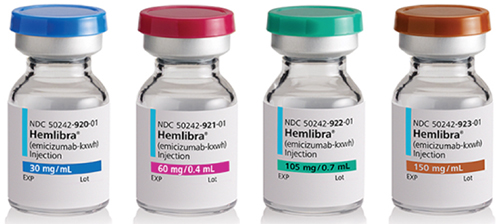 NDC 50242-920-01
Hemlibra®
(emicizumab-kxwh)
Injection
30 mg/mL
EXP Lot
NDC 50242-921-01
Hemlibra®
(emicizumab-kxwh)
Injection
60 mg/0.4 mL
EXP Lot
NDC 50242-922-01
Hemlibra®
(emicizumab-kxwh)
Injection
105 mg/0.7 mL
EXP Lot
NDC 50242-923-01
Hemlibra®
(emicizumab-kxwh)
Injection
150 mg/mL
EXP Lot